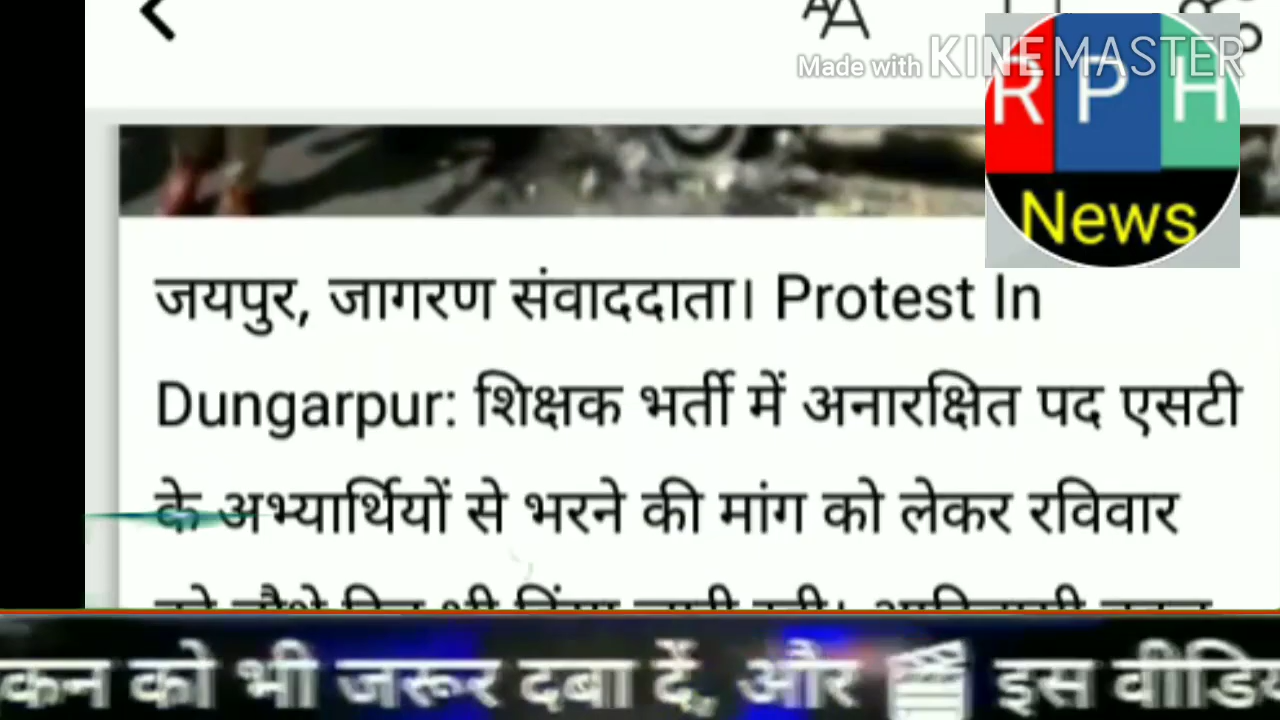 Made with KINEMASTER
R P H
News
जयपुर, जागरण संवाददाता। Protest In
Dungarpur: शिक्षक भर्ती में अनारक्षित पद एसटी
के अभ्यार्थियों से भरने की मांग को लेकर रविवार
को भी जरूर दबा दें, और इस